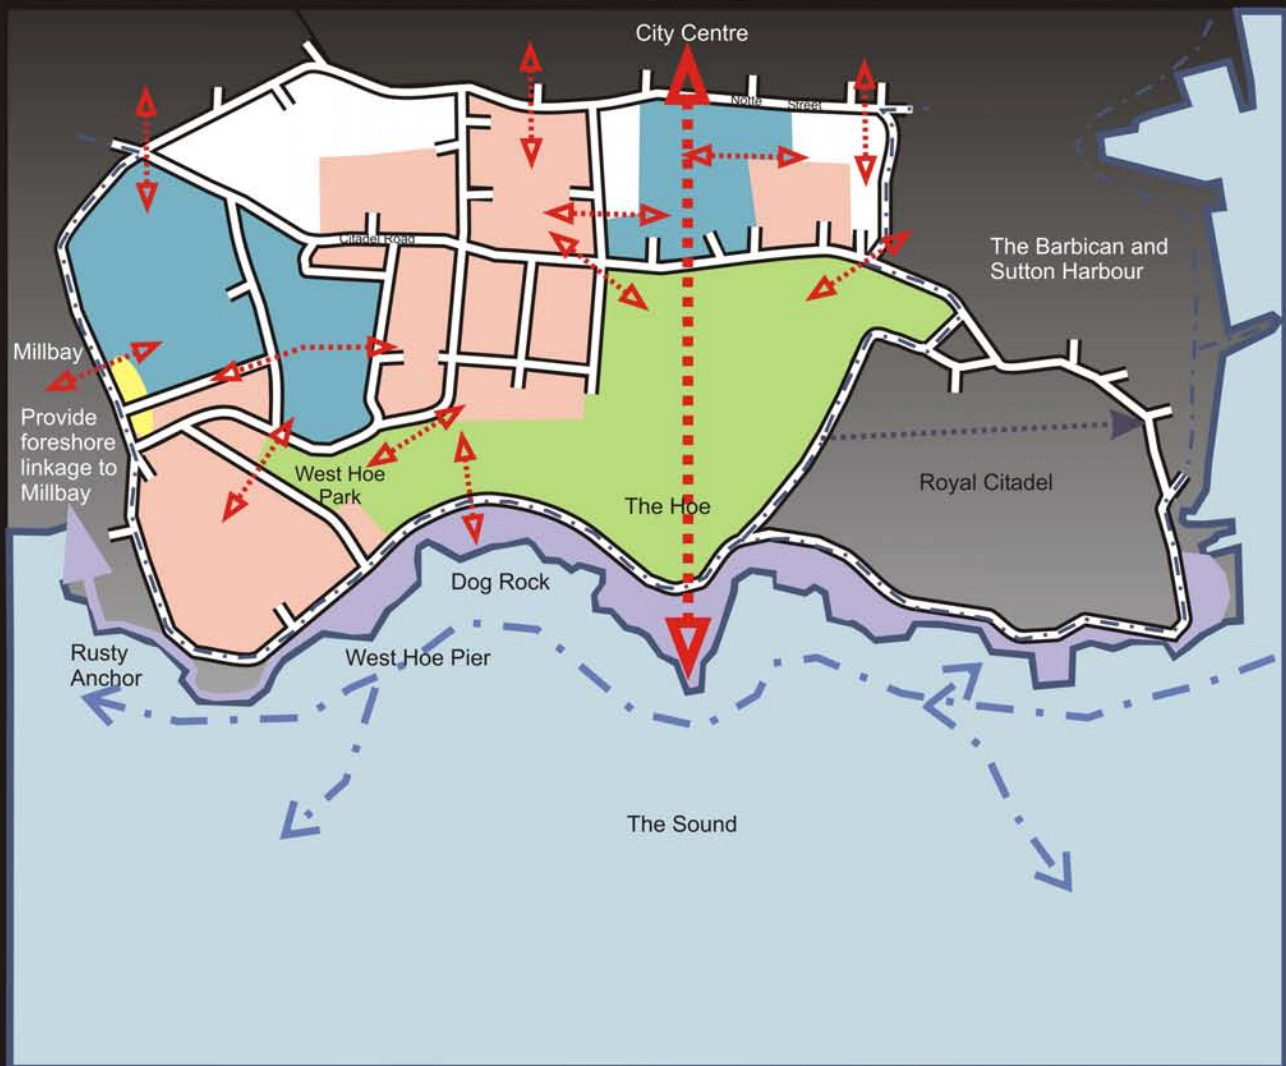 City Centre
Notte Street
The Barbican and
Sutton Harbour
Citadel Road
Millbay
Provide
foreshore
linkage to
Millbay
West Hoe
Park
The Hoe
Royal Citadel
Dog Rock
Rusty
Anchor
West Hoe Pier
The Sound